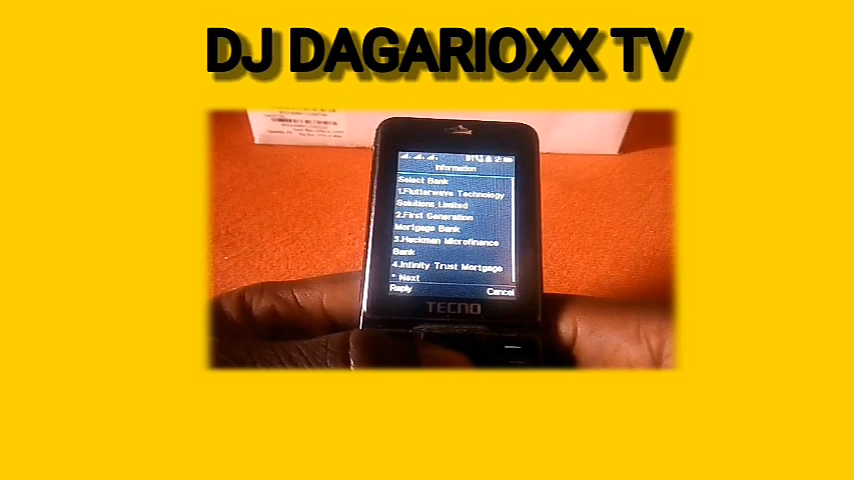 DJ DAGARIOXX TV
Information
Select Bank
1.Flutterwave Technology
Solutions Limited
2.First Generation
Mortgage Bank
3.Hackman Microfinance
Bank
4.Infinity Trust Mortgage
* Next
Reply Cancel
TECNO